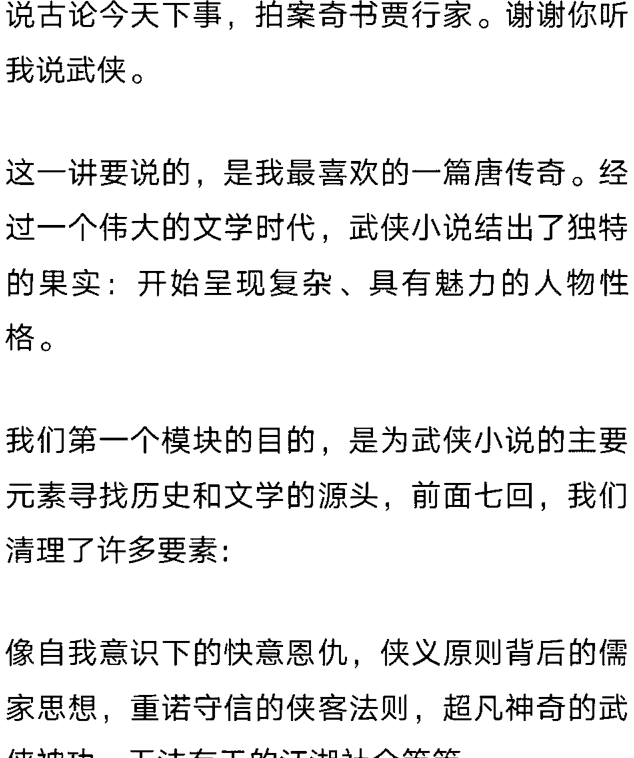 说古论今天下事，拍案奇书贾行家。谢谢你听
我说武侠。
这一讲要说的，是我最喜欢的一篇唐传奇。经
过一个伟大的文学时代，武侠小说结出了独特
的果实：开始呈现复杂、具有魅力的人物性
格。
我们第一个模块的目的，是为武侠小说的主要
元素寻找历史和文学的源头，前面七回，我们
清理了许多要素：
像自我意识下的快意恩仇，侠义原则背后的儒
家思想，重诺守信的侠客法则，超凡神奇的武